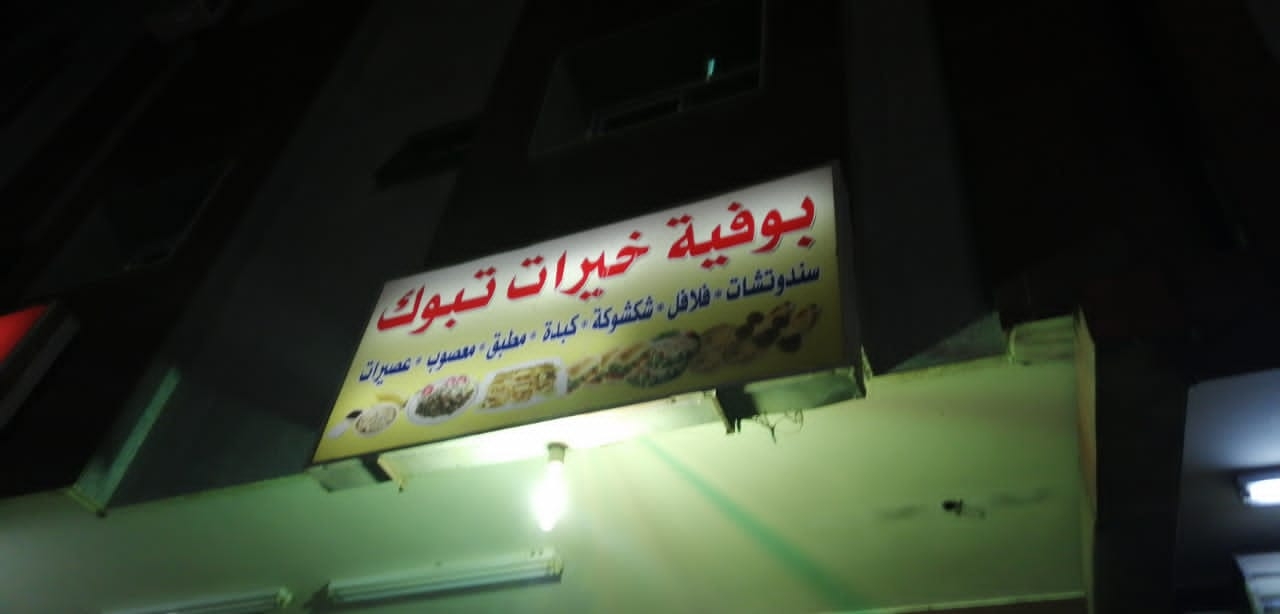 بوفية خيرات تبوك
سندوتشات * فلافل * شكشوكة * كبدة * مطبق * معصوب * عصيرات